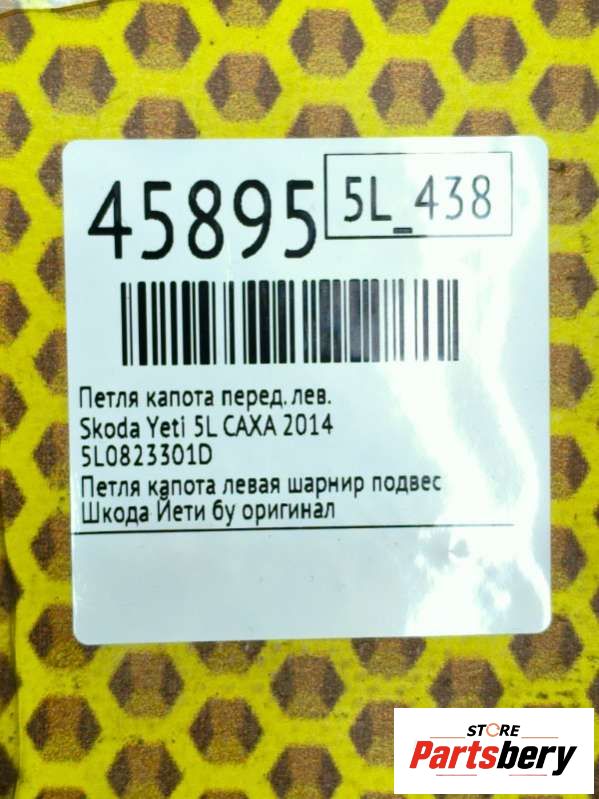 45895
5L_438
Петля капота перед. лев.
Skoda Yeti 5L CAXA 2014
5L0823301D
Петля капота левая шарнир подвес
Шкода Йети бу оригинал
STORE
Partsbery